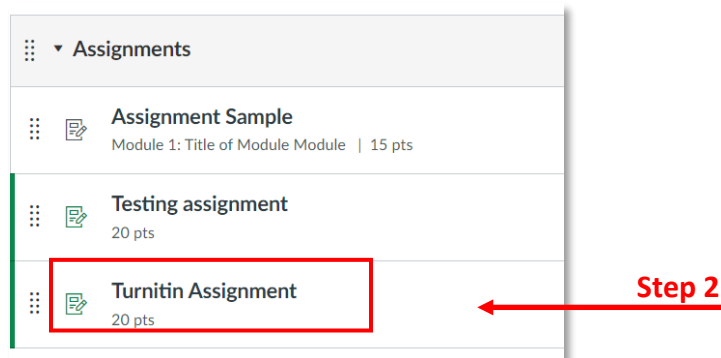 Assignments
Assignment Sample
Module 1: Title of Module Module | 15 pts
Testing assignment
20 pts
Turnitin Assignment
20 pts
Step 2